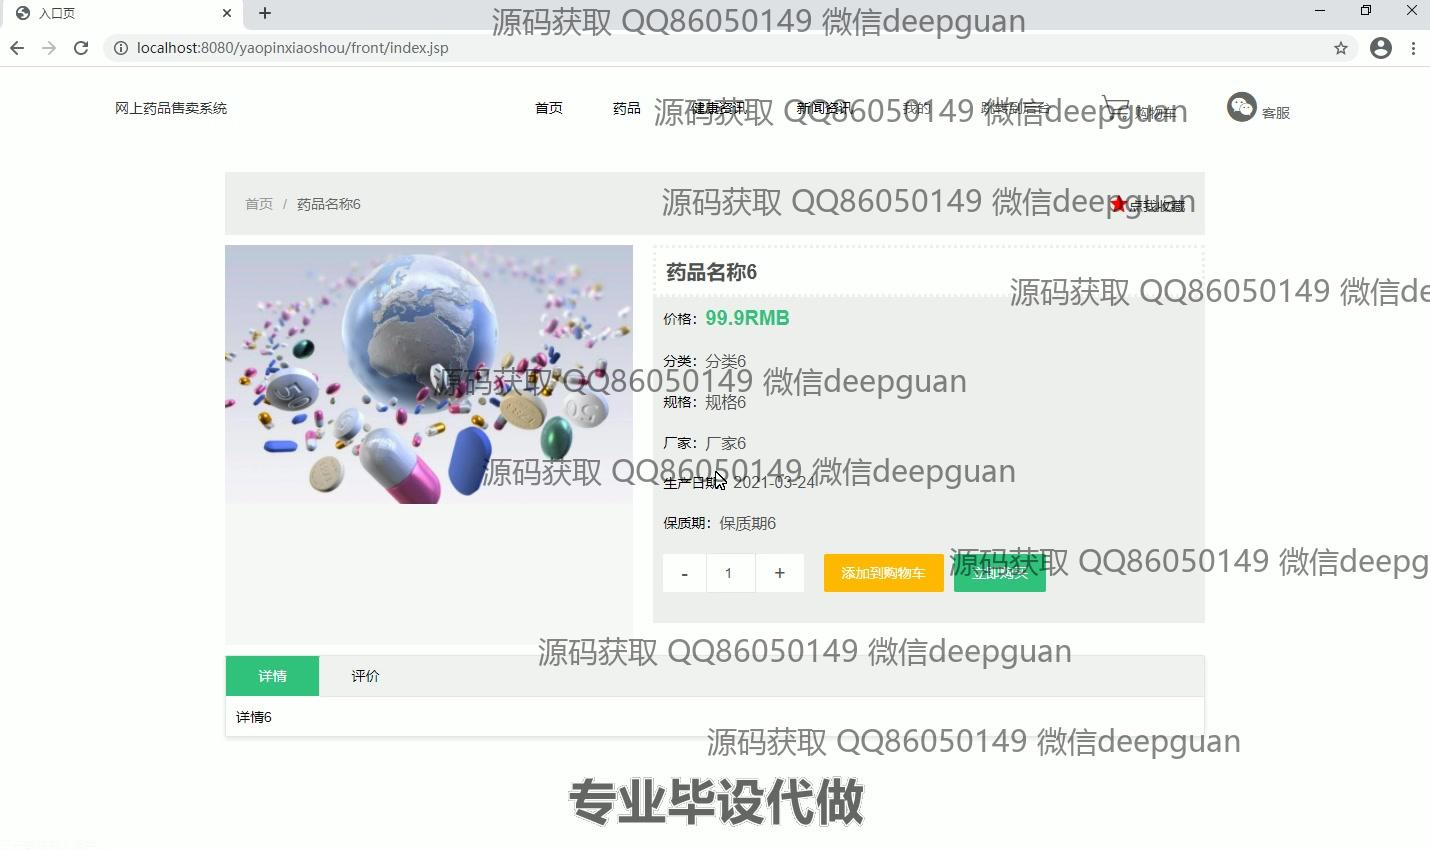 入口页
源码获取 QQ86050149 微信deepguan
localhost:8080/yaopinxiaoshou/front/index.jsp
网上药品售卖系统 首页 药品 健康资讯 新闻资讯 我的 跳转到后台 购物车 客服
源码获取 QQ86050149 微信deepguan
首页 / 药品名称6 点我收藏
源码获取 QQ86050149 微信deepguan
药品名称6
源码获取 QQ86050149 微信de
价格：99.9RMB
分类：分类6
源码获取 QQ86050149 微信deepguan
规格：规格6
厂家：厂家6
源码获取 QQ86050149 微信deepguan
生产日期：2021-03-24
保质期：保质期6
源码获取 QQ86050149 微信deepg
- 1 + 添加到购物车 立即购买
源码获取 QQ86050149 微信deepguan
详情 评价
详情6
源码获取 QQ86050149 微信deepguan
专业毕设代做